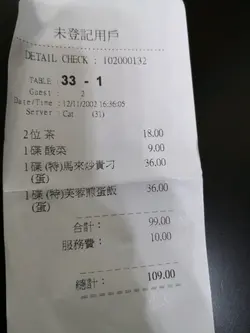 未登記用戶
DETAIL CHECK : 102000132
TABLE 33 - 1
Guest : 2
Date/Time : 12/11/2002 16:36:05
Server : Cat (31)
2位 茶 18.00
1碟 酸菜 9.00
1碟 (特)馬來炒貴刁 36.00
(蛋)
1碟 (特)芙蓉煎蛋飯 36.00
(蛋)
合計: 99.00
服務費: 10.00
總計: 109.00